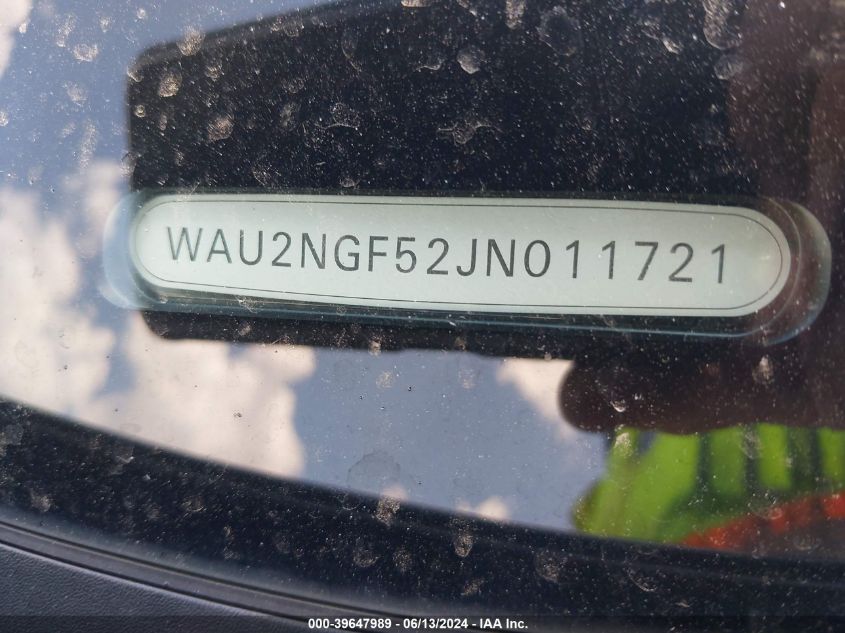 WAU2NGF52JN011721
000-39647989 - 06/13/2024 - IAA Inc.